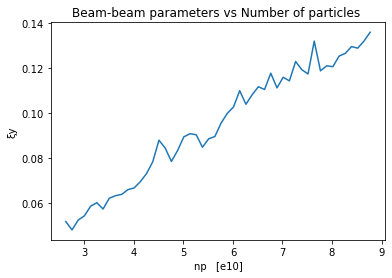 Beam-beam parameters vs Number of particles
0.14
0.12
0.10
0.08
0.06
ξy
3 4 5 6 7 8 9
np [e10]